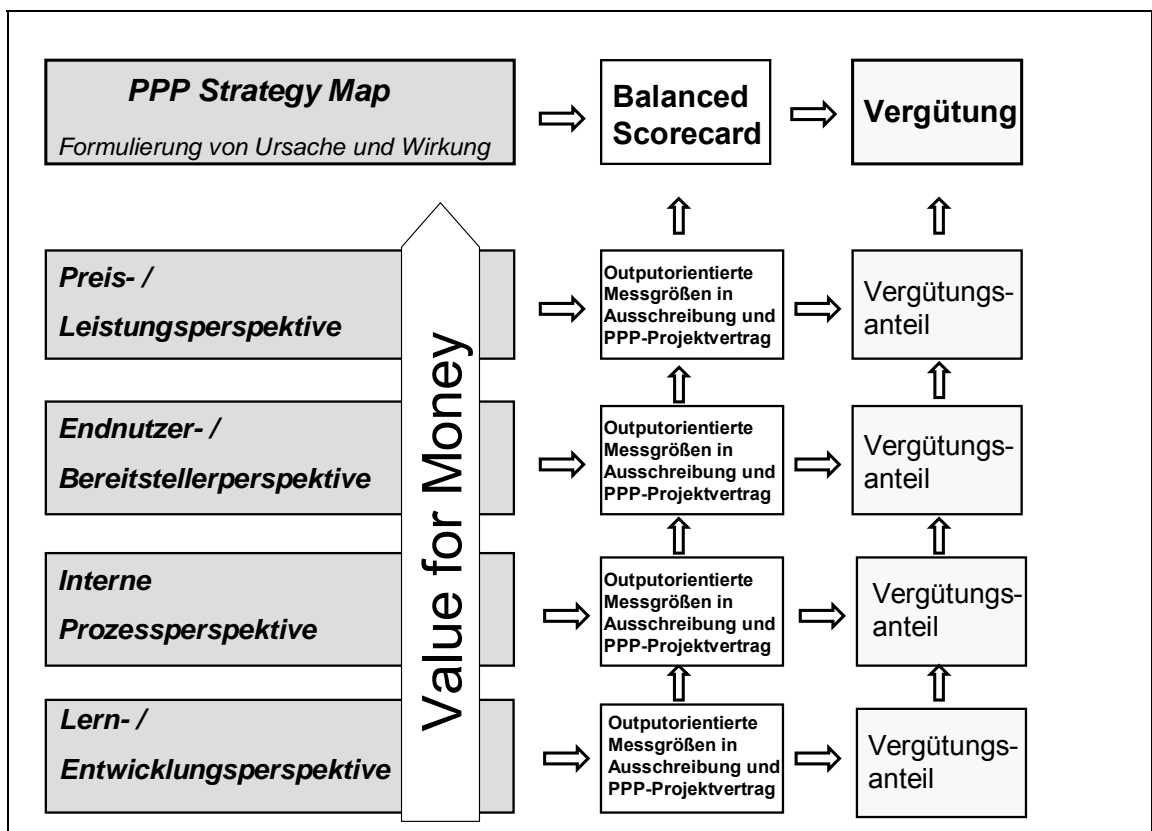 PPP Strategy Map
Formulierung von Ursache und Wirkung
Balanced
Scorecard
Vergütung
Value for Money
Preis- /
Leistungsperspektive
Outputorientierte
Messgrößen in
Ausschreibung und
PPP-Projektvertrag
Vergütungs-
anteil
Endnutzer- /
Bereitstellerperspektive
Outputorientierte
Messgrößen in
Ausschreibung und
PPP-Projektvertrag
Vergütungs-
anteil
Interne
Prozessperspektive
Outputorientierte
Messgrößen in
Ausschreibung und
PPP-Projektvertrag
Vergütungs-
anteil
Lern- /
Entwicklungsperspektive
Outputorientierte
Messgrößen in
Ausschreibung und
PPP-Projektvertrag
Vergütungs-
anteil